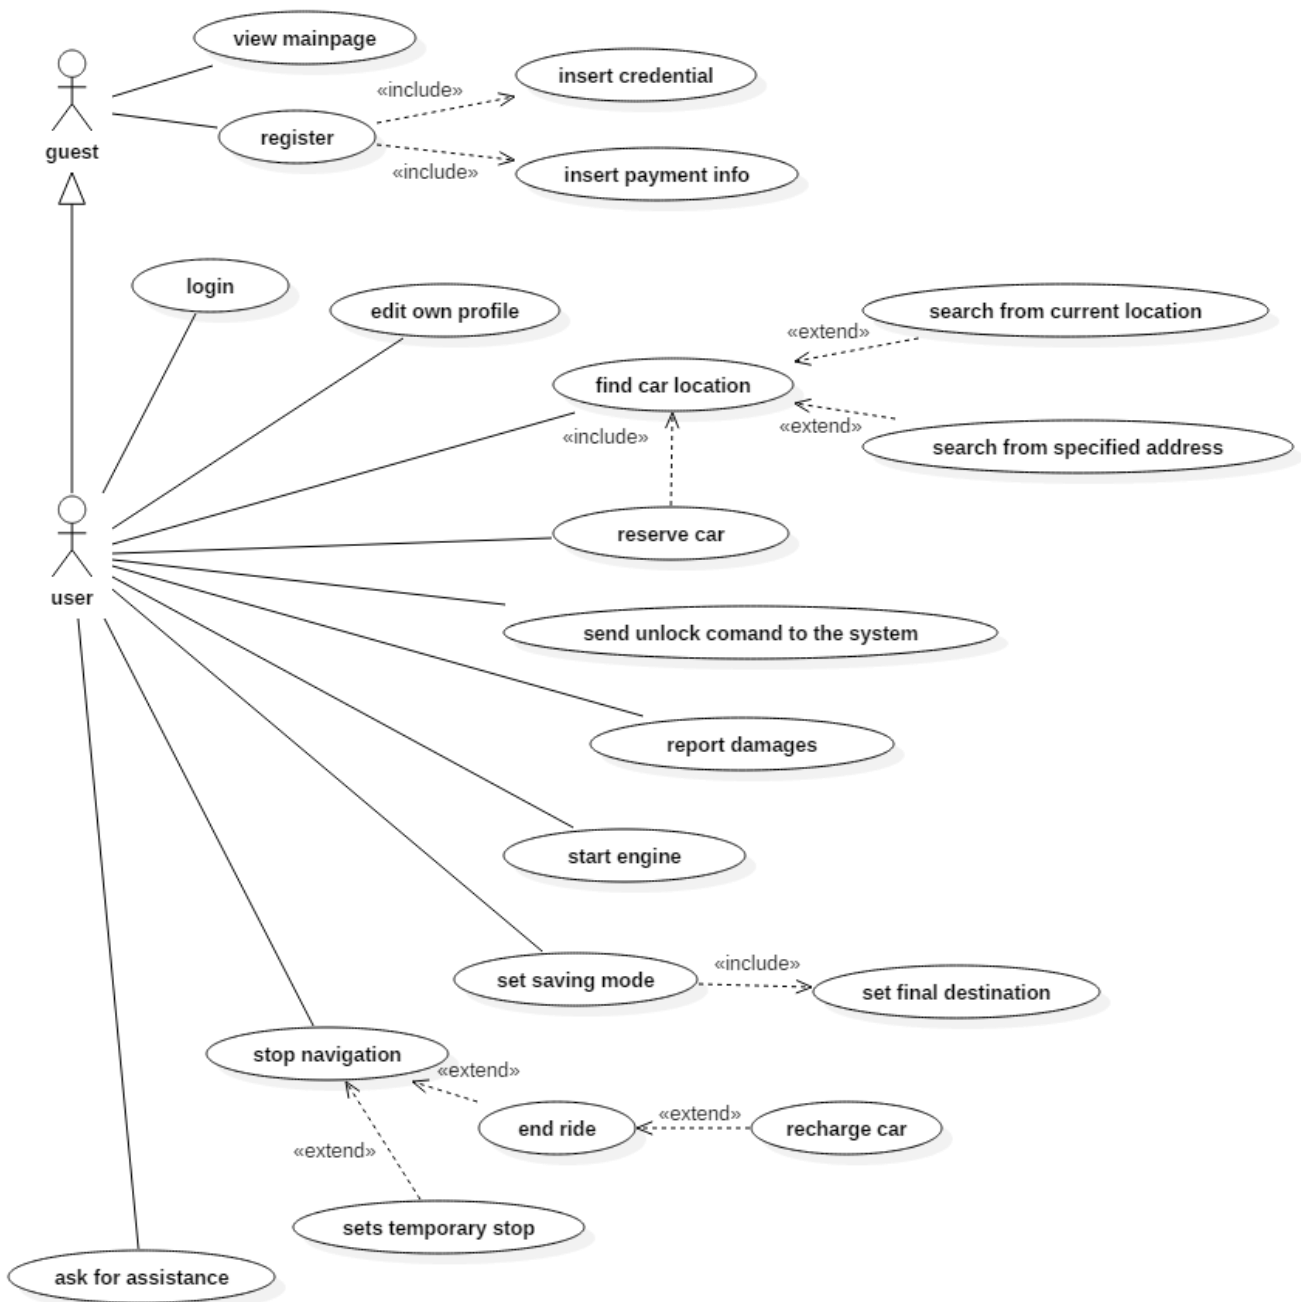 view mainpage
insert credential
«include»
guest
register
«include»
insert payment info
login
edit own profile
search from current location
«extend»
find car location
«include»
«extend»
search from specified address
reserve car
user
send unlock comand to the system
report damages
start engine
set saving mode
«include»
set final destination
stop navigation
«extend»
end ride
«extend»
recharge car
«extend»
sets temporary stop
ask for assistance